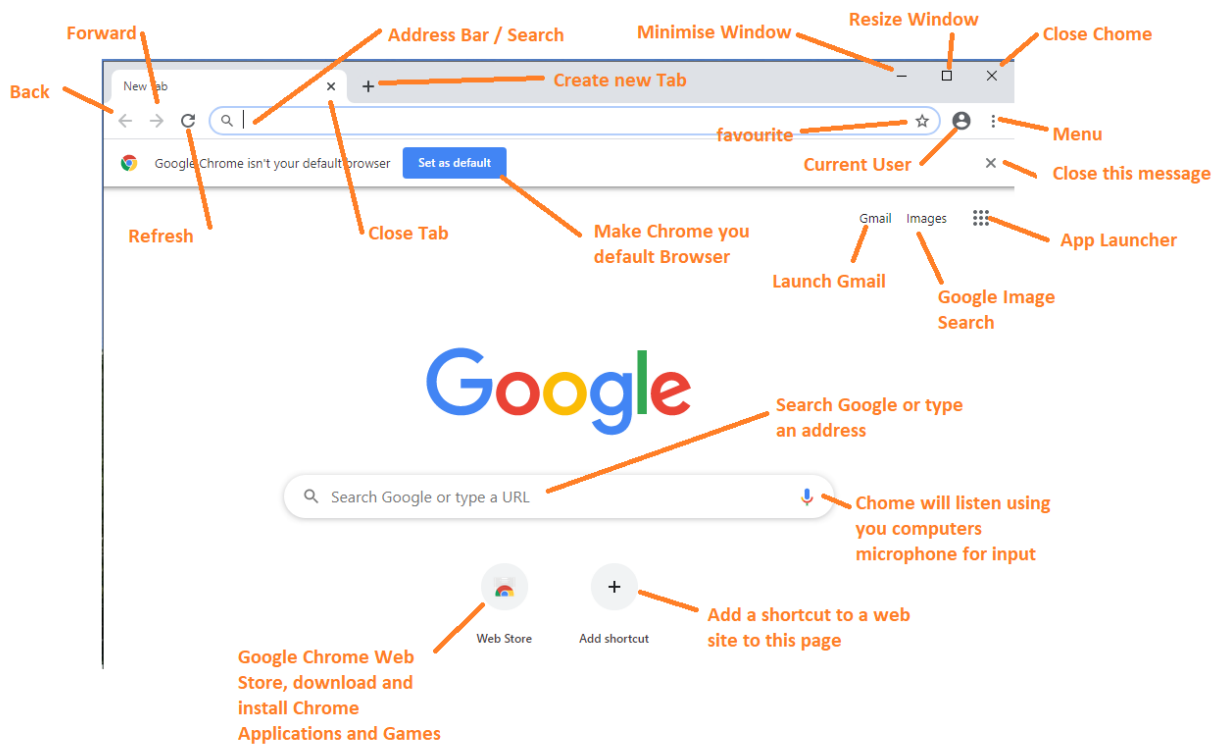 Resize Window
Forward
Address Bar / Search
Minimise Window
Close Chome
New Tab
Create new Tab
Back
favourite
Menu
Current User
Google Chrome isn't your default browser
Set as default
Close this message
Gmail
Images
Refresh
Close Tab
Make Chrome you
default Browser
App Launcher
Launch Gmail
Google Image
Search
Google
Search Google or type
an address
Search Google or type a URL
Chome will listen using
you computers
microphone for input
Web Store
Add shortcut
Add a shortcut to a web
site to this page
Google Chrome Web
Store, download and
install Chrome
Applications and Games